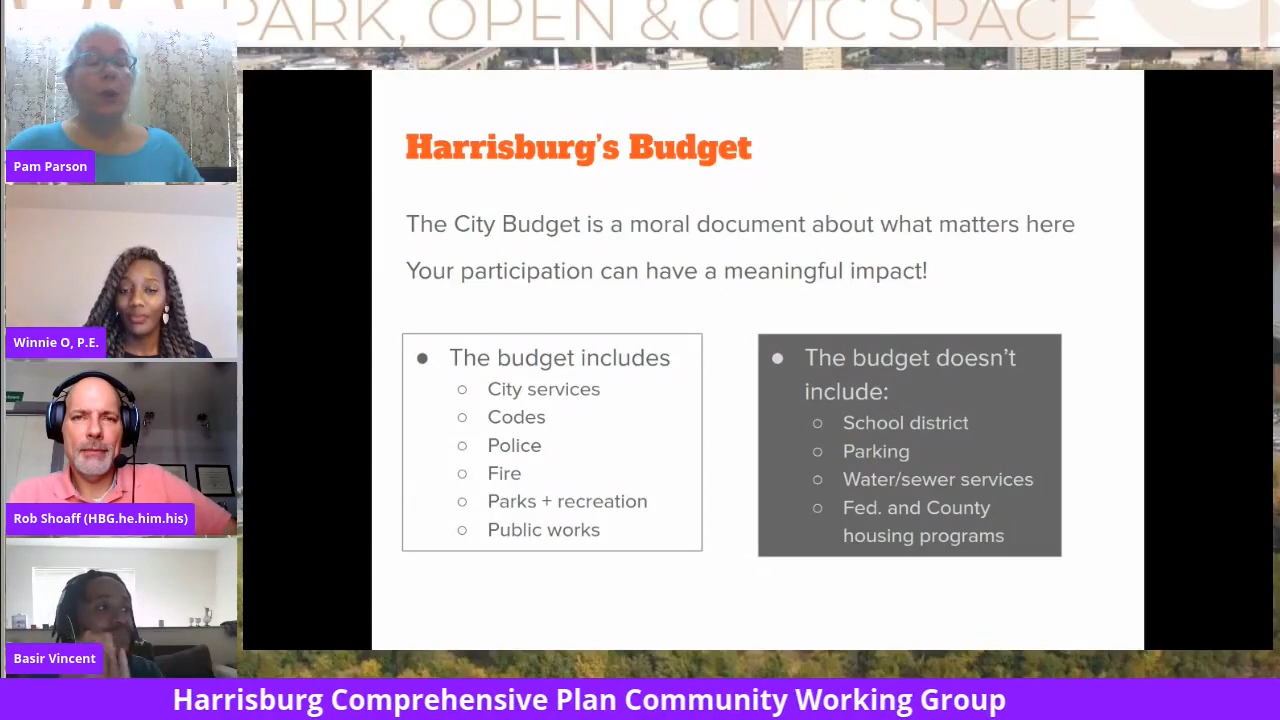 PARK, OPEN & CIVIC SPACE
Pam Parson
Winnie O, P.E.
Rob Shoaff (HBG.he.him.his)
Basir Vincent
Harrisburg's Budget
The City Budget is a moral document about what matters here
Your participation can have a meaningful impact!
● The budget includes
○ City services
○ Codes
○ Police
○ Fire
○ Parks + recreation
○ Public works
● The budget doesn't
include:
○ School district
○ Parking
○ Water/sewer services
○ Fed. and County
housing programs
Harrisburg Comprehensive Plan Community Working Group